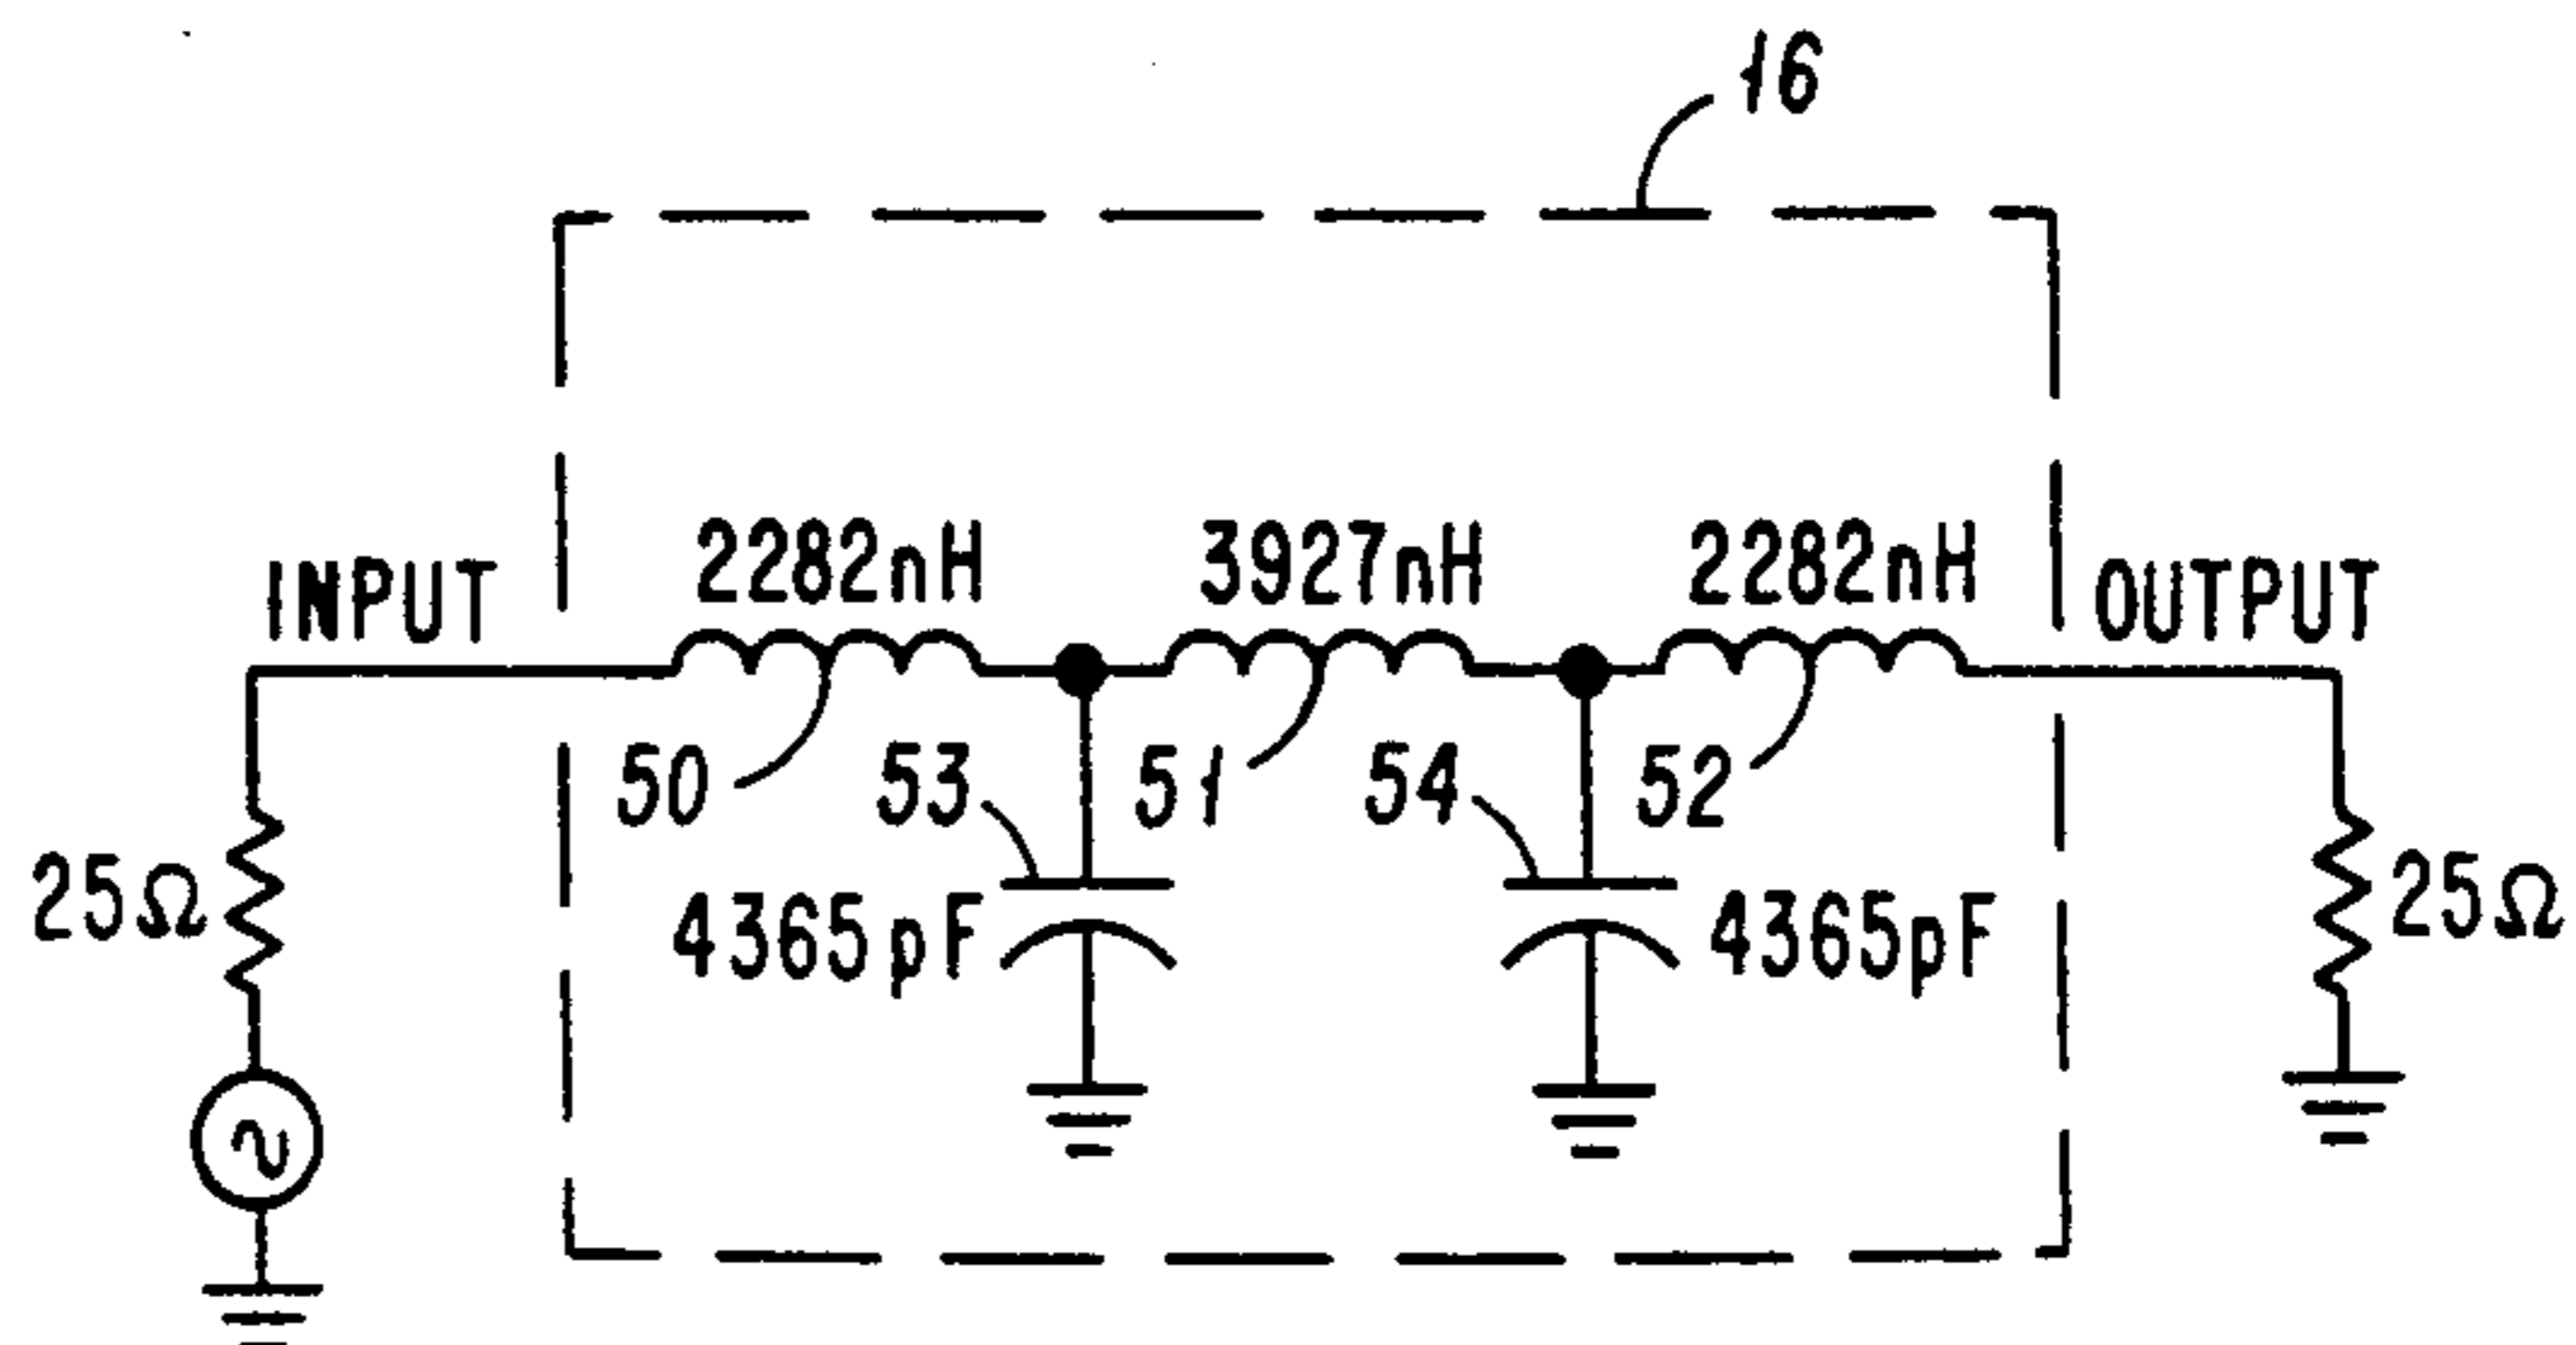 16
INPUT
2282nH
3927nH
2282nH
OUTPUT
50
53
51
54
52
25Ω
4365pF
4365pF
25Ω